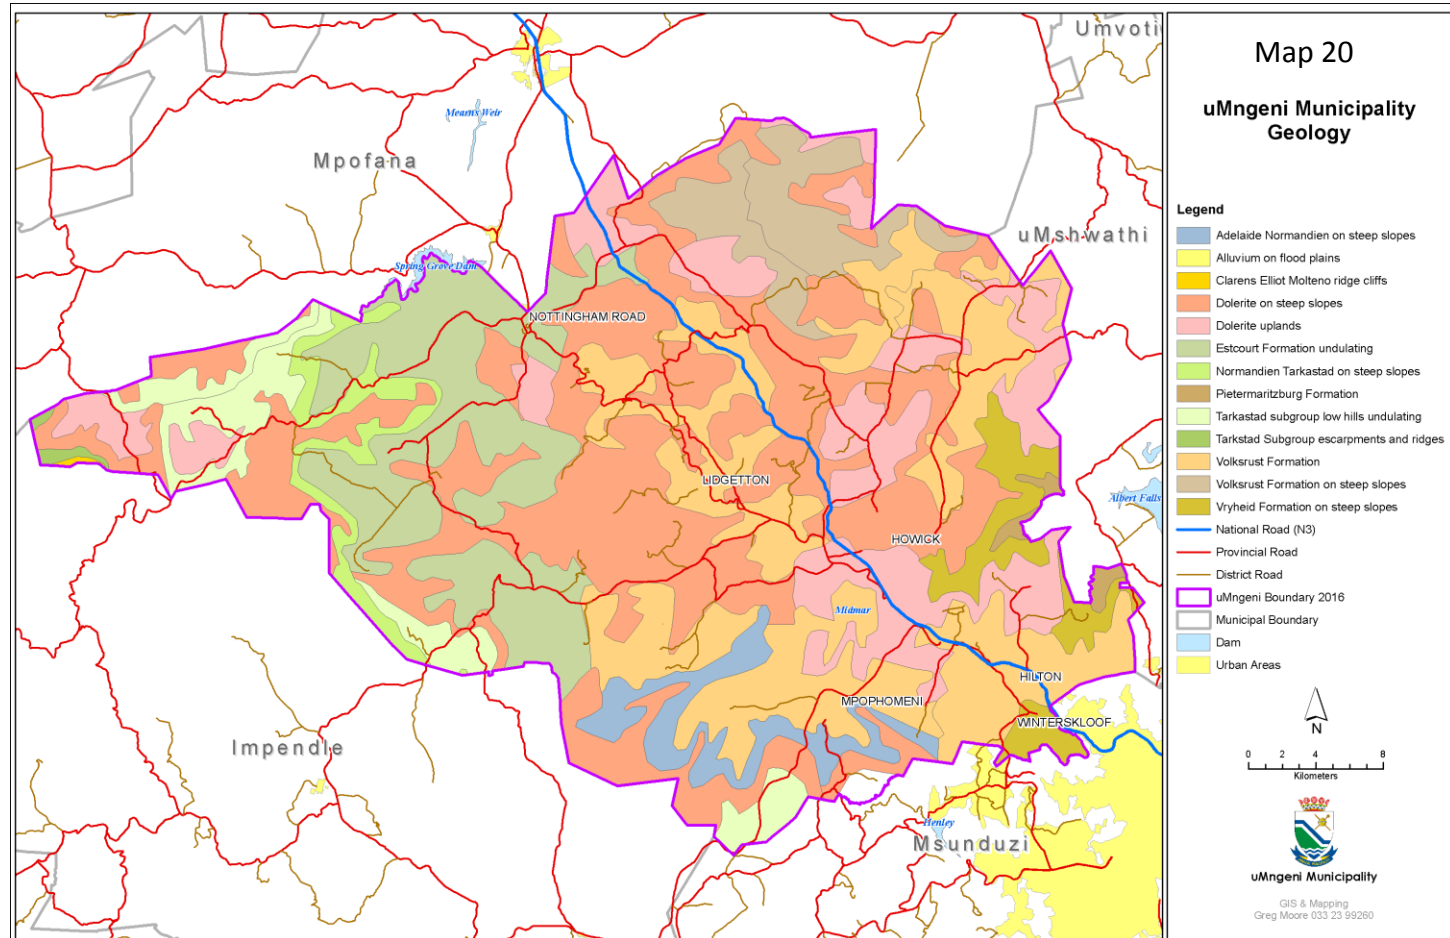 Umvoti
Mearns Weir
Mpofana
uMshwathi
Spring Grove Dam
NOTTINGHAM ROAD
LIDGETTON
Albert Falls
HOWICK
Midmar
HILTON
MPOPHOMENI
WINTERSKLOOF
Impendle
Henley
Msunduzi
Map 20
uMngeni Municipality
Geology
Legend
Adelaide Normandien on steep slopes
Alluvium on flood plains
Clarens Elliot Molteno ridge cliffs
Dolerite on steep slopes
Dolerite uplands
Estcourt Formation undulating
Normandien Tarkastad on steep slopes
Pietermaritzburg Formation
Tarkastad subgroup low hills undulating
Tarkstad Subgroup escarpments and ridges
Volksrust Formation
Volksrust Formation on steep slopes
Vryheid Formation on steep slopes
National Road (N3)
Provincial Road
District Road
uMngeni Boundary 2016
Municipal Boundary
Dam
Urban Areas
N
0 2 4 8
Kilometers
uMngeni Municipality
GIS & Mapping
Greg Moore 033 23 99260